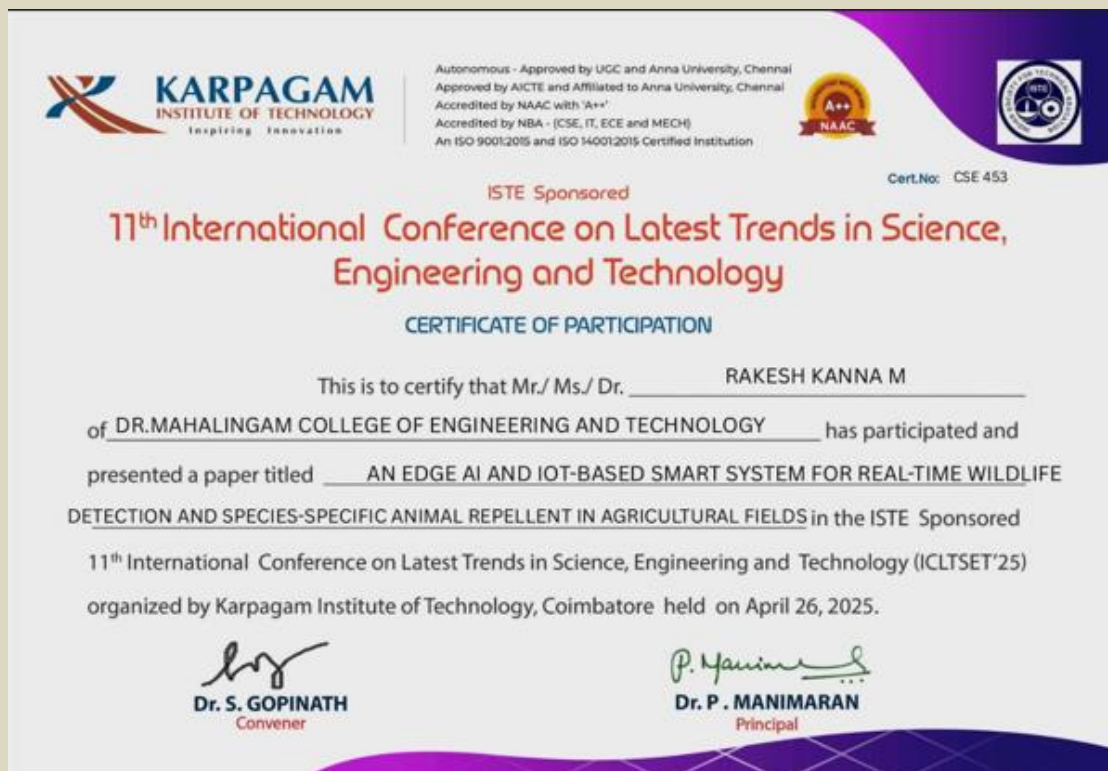 KARPAGAM
INSTITUTE OF TECHNOLOGY
Inspiring Innovation
Autonomous - Approved by UGC and Anna University, Chennai
Approved by AICTE and Affiliated to Anna University, Chennai
Accredited by NAAC with 'A++'
Accredited by NBA - (CSE, IT, ECE and MECH)
An ISO 9001:2015 and ISO 14001:2015 Certified Institution
A++
NAAC
ISTE
Cert.No: CSE 453
ISTE Sponsored
11th International Conference on Latest Trends in Science,
Engineering and Technology
CERTIFICATE OF PARTICIPATION
This is to certify that Mr./ Ms./ Dr. RAKESH KANNA M
of DR.MAHALINGAM COLLEGE OF ENGINEERING AND TECHNOLOGY has participated and
presented a paper titled AN EDGE AI AND IOT-BASED SMART SYSTEM FOR REAL-TIME WILDLIFE
DETECTION AND SPECIES-SPECIFIC ANIMAL REPELLENT IN AGRICULTURAL FIELDS in the ISTE Sponsored
11th International Conference on Latest Trends in Science, Engineering and Technology (ICLTSET'25)
organized by Karpagam Institute of Technology, Coimbatore held on April 26, 2025.
Dr. S. GOPINATH
Convener
Dr. P . MANIMARAN
Principal